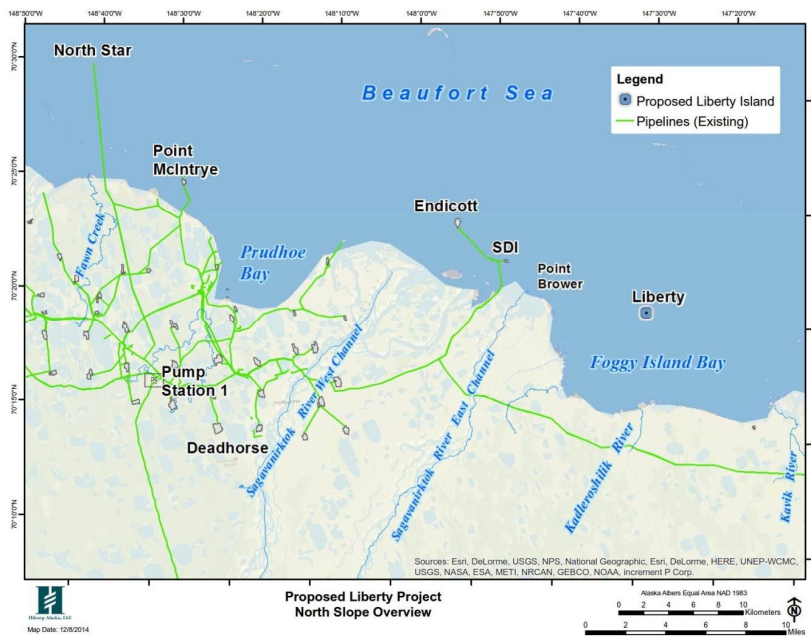 148°50'0"W 148°40'0"W 148°30'0"W 148°20'0"W 148°10'0"W 148°0'0"W 147°50'0"W 147°40'0"W 147°30'0"W 147°20'0"W
70°30'0"N
70°25'0"N
70°20'0"N
70°15'0"N
70°10'0"N
North Star
Beaufort Sea
Legend
Proposed Liberty Island
Pipelines (Existing)
Point
McIntrye
Endicott
SDI
Fawn Creek
Prudhoe
Bay
Point
Brower
Liberty
Foggy Island Bay
Pump
Station 1
Deadhorse
Sagavanirktok River West Channel
Sagavanirktok River East Channel
Kadleroshilik River
Kavik River
Sources: Esri, DeLorme, USGS, NPS, National Geographic, Esri, DeLorme, HERE, UNEP-WCMC,
USGS, NASA, ESA, METI, NRCAN, GEBCO, NOAA, increment P Corp.
Hilcorp Alaska, LLC
Map Date: 12/8/2014
Proposed Liberty Project
North Slope Overview
Alaska Albers Equal Area NAD 1983
0 2 4 6 8 10
Kilometers
0 2 4 6 8 10
Miles
N